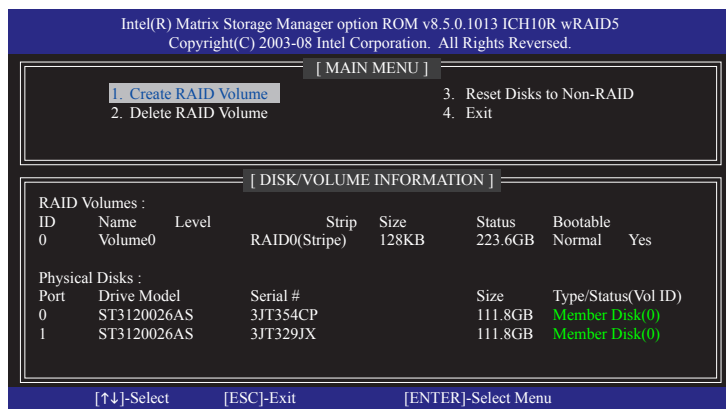 Intel(R) Matrix Storage Manager option ROM v8.5.0.1013 ICH10R wRAID5
Copyright(C) 2003-08 Intel Corporation. All Rights Reversed.
[ MAIN MENU ]
1. Create RAID Volume 3. Reset Disks to Non-RAID
2. Delete RAID Volume 4. Exit
[ DISK/VOLUME INFORMATION ]
RAID Volumes :
ID Name Level Strip Size Status Bootable
0 Volume0 RAID0(Stripe) 128KB 223.6GB Normal Yes
Physical Disks :
Port Drive Model Serial # Size Type/Status(Vol ID)
0 ST3120026AS 3JT354CP 111.8GB Member Disk(0)
1 ST3120026AS 3JT329JX 111.8GB Member Disk(0)
[↑↓]-Select [ESC]-Exit [ENTER]-Select Menu